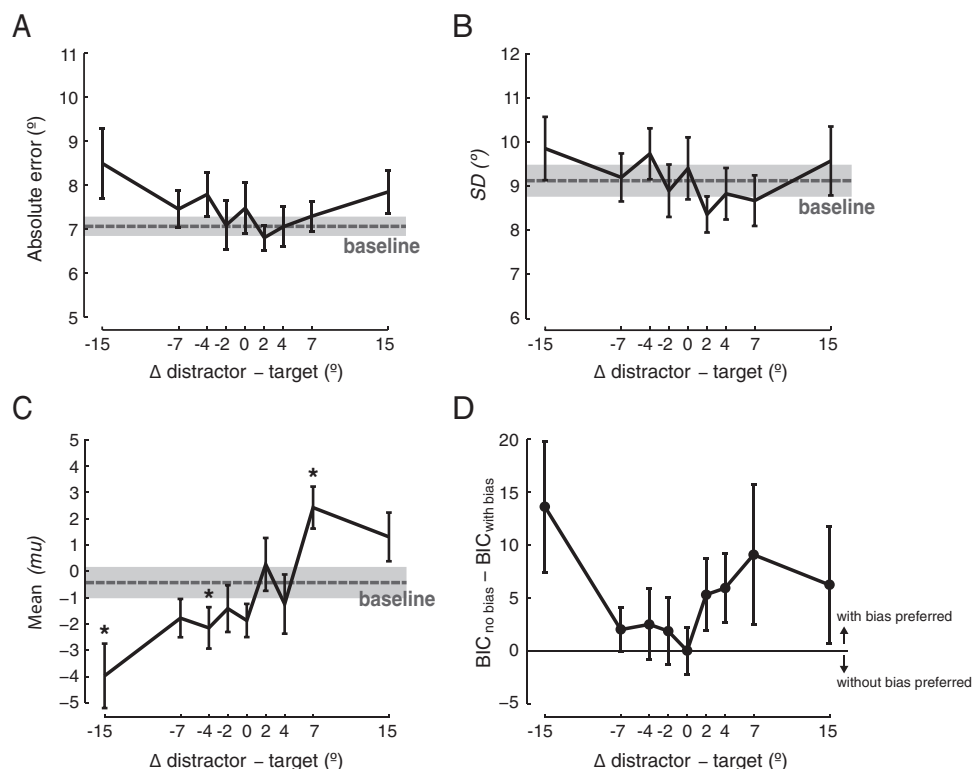 A
Absolute error (º)
11
10
9
8
7
6
5
baseline
-15 -7 -4 -2 0 2 4 7 15
Δ distractor – target (º)
B
SD (º)
12
11
10
9
8
7
6
baseline
-15 -7 -4 -2 0 2 4 7 15
Δ distractor – target (º)
C
Mean (mu)
5
4
3
2
1
0
−1
−2
−3
−4
−5
* * *
baseline
-15 -7 -4 -2 0 2 4 7 15
Δ distractor – target (º)
D
BIC no bias – BIC with bias
20
15
10
5
0
−5
with bias preferred
without bias preferred
-15 -7 -4 -2 0 2 4 7 15
Δ distractor – target (º)